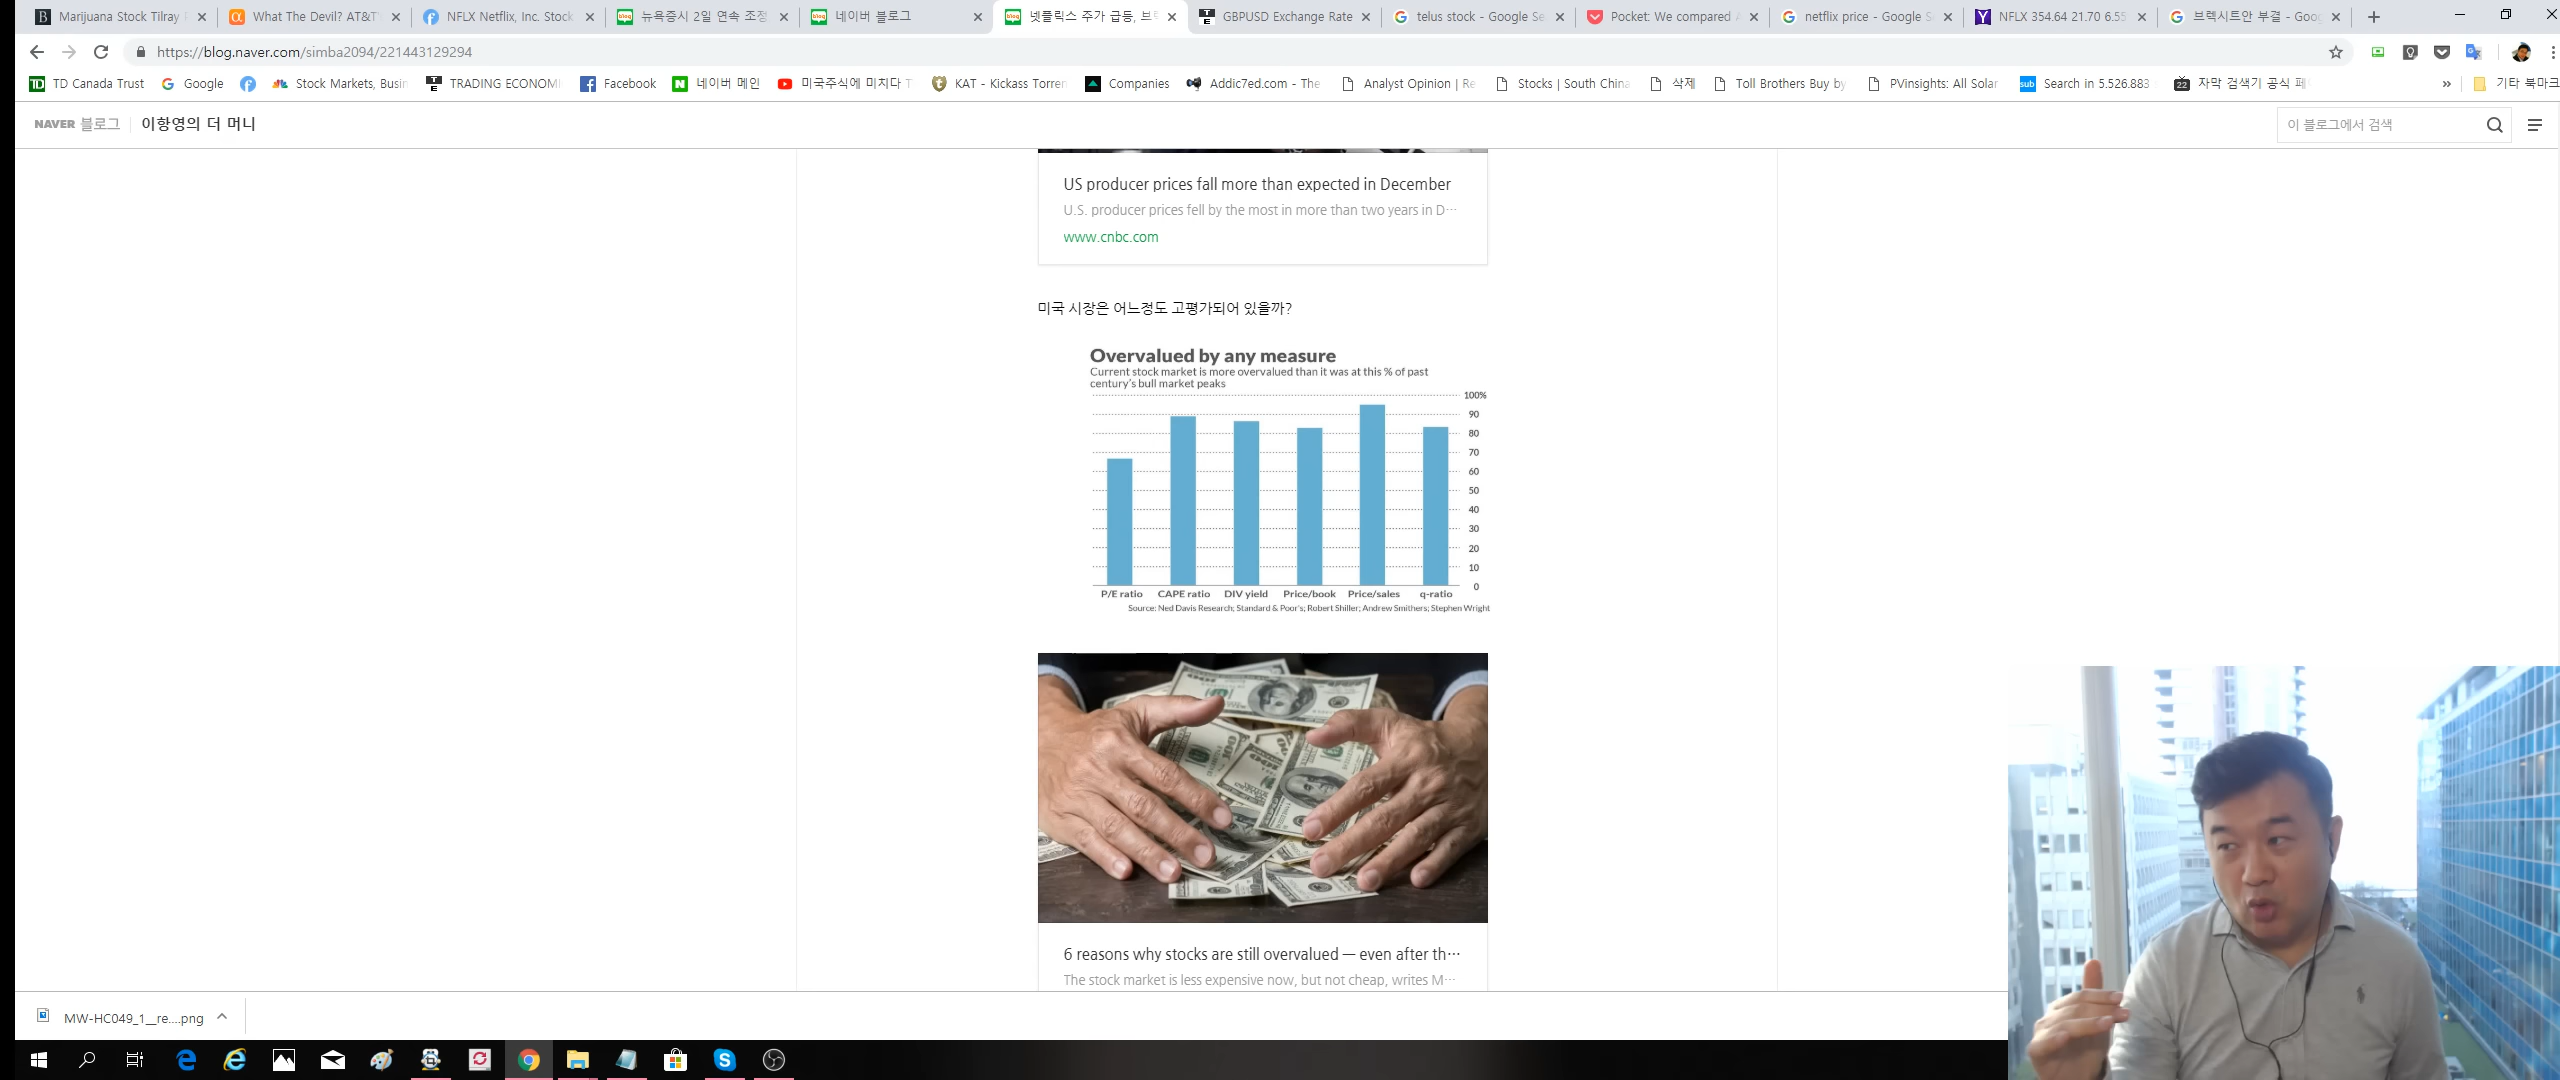 Marijuana Stock Tilray
What The Devil? AT&T'
NFLX Netflix, Inc. Stock
뉴욕증시 2일 연속 조정
네이버 블로그
넷플릭스 주가 급등, 브렉
GBPUSD Exchange Rate
telus stock - Google Se
Pocket: We compared
netflix price - Google S
NFLX 354.64 21.70 6.55
브렉시트안 부결 - Goog
https://blog.naver.com/simba2094/221443129294
TD Canada Trust
Google
Stock Markets, Busin
TRADING ECONOMI
Facebook
네이버 메인
미국주식에 미치다 T
KAT - Kickass Torren
Companies
Addic7ed.com - The
Analyst Opinion | Re
Stocks | South China
삭제
Toll Brothers Buy by
PVinsights: All Solar
Search in 5.526.883
자막 검색기 공식 페
기타 북마크
NAVER 블로그
이항영의 더 머니
이 블로그에서 검색
US producer prices fall more than expected in December
U.S. producer prices fell by the most in more than two years in D···
www.cnbc.com
미국 시장은 어느정도 고평가되어 있을까?
Overvalued by any measure
Current stock market is more overvalued than it was at this % of past
century's bull market peaks
100%
90
80
70
60
50
40
30
20
10
0
P/E ratio CAPE ratio DIV yield Price/book Price/sales q-ratio
Source: Ned Davis Research; Standard & Poor's; Robert Shiller; Andrew Smithers; Stephen Wright
6 reasons why stocks are still overvalued — even after th···
The stock market is less expensive now, but not cheap, writes M···
MW-HC049_1__re....png